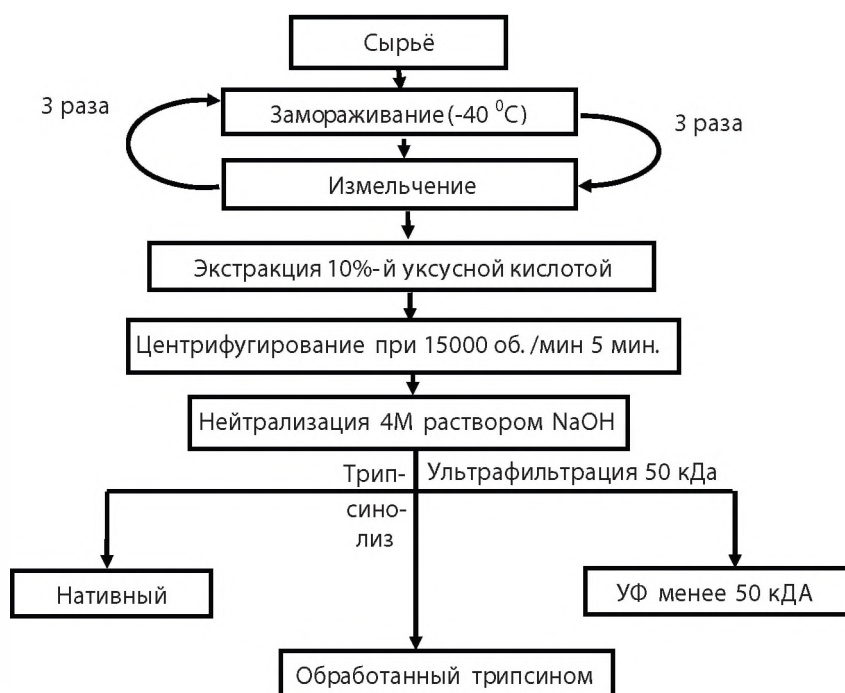 Сырьё
3 раза
Замораживание (-40 ⁰С)
3 раза
Измельчение
Экстракция 10%-й уксусной кислотой
Центрифугирование при 15000 об. /мин 5 мин.
Нейтрализация 4М раствором NaOH
Трип-
сино-
лиз
Ультрафильтрация 50 кДа
Нативный
УФ менее 50 кДА
Обработанный трипсином